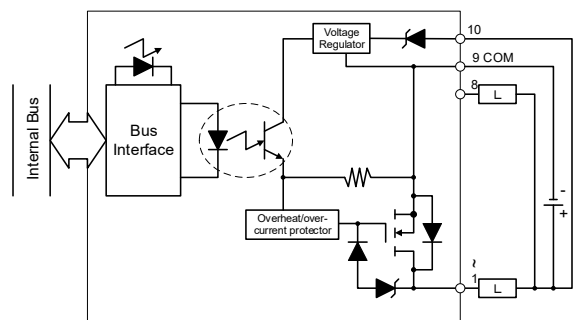 Voltage
Regulator
10
9 COM
8
L
Internal Bus
Bus
Interface
-
+
Overheat/over-
current protector
~
1
L